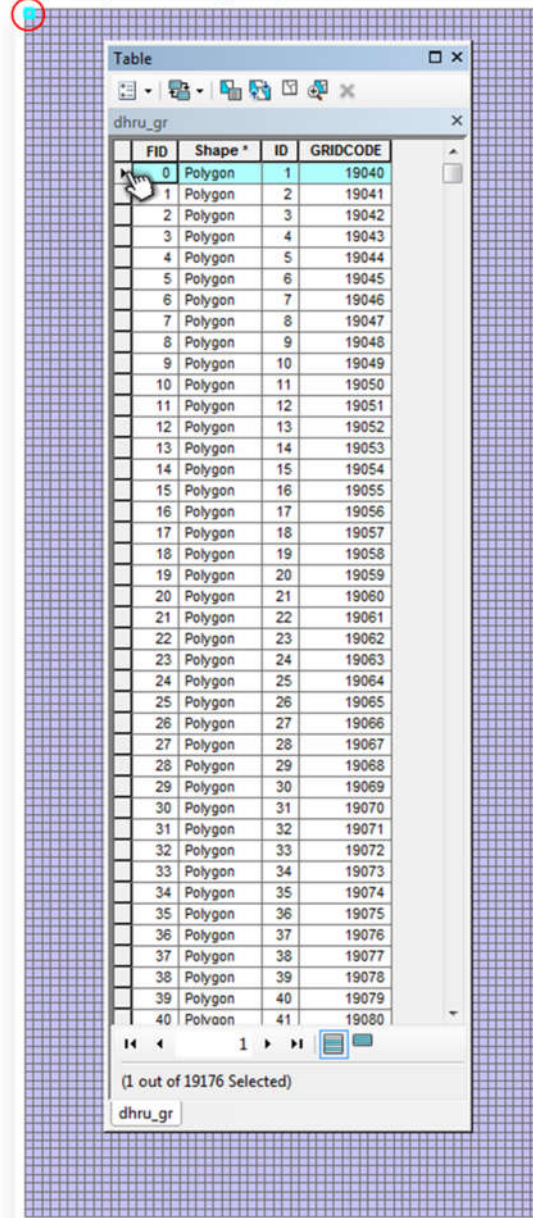 Table
dhru_gr
FID Shape * ID GRIDCODE
0 Polygon 1 19040
1 Polygon 2 19041
2 Polygon 3 19042
3 Polygon 4 19043
4 Polygon 5 19044
5 Polygon 6 19045
6 Polygon 7 19046
7 Polygon 8 19047
8 Polygon 9 19048
9 Polygon 10 19049
10 Polygon 11 19050
11 Polygon 12 19051
12 Polygon 13 19052
13 Polygon 14 19053
14 Polygon 15 19054
15 Polygon 16 19055
16 Polygon 17 19056
17 Polygon 18 19057
18 Polygon 19 19058
19 Polygon 20 19059
20 Polygon 21 19060
21 Polygon 22 19061
22 Polygon 23 19062
23 Polygon 24 19063
24 Polygon 25 19064
25 Polygon 26 19065
26 Polygon 27 19066
27 Polygon 28 19067
28 Polygon 29 19068
29 Polygon 30 19069
30 Polygon 31 19070
31 Polygon 32 19071
32 Polygon 33 19072
33 Polygon 34 19073
34 Polygon 35 19074
35 Polygon 36 19075
36 Polygon 37 19076
37 Polygon 38 19077
38 Polygon 39 19078
39 Polygon 40 19079
40 Polygon 41 19080
1
(1 out of 19176 Selected)
dhru_gr